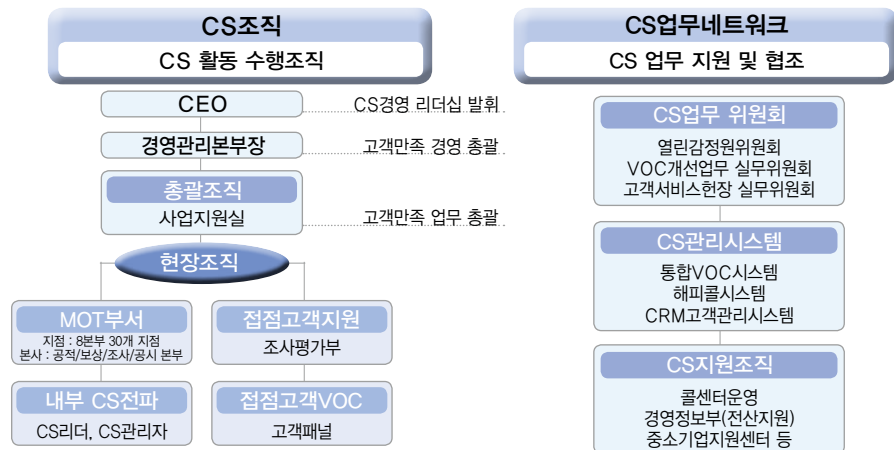 CS조직
CS 활동 수행조직
CEO
CS경영 리더십 발휘
경영관리본부장
고객만족 경영 총괄
총괄조직
사업지원실
고객만족 업무 총괄
현장조직
MOT부서
지점 : 8본부 30개 지점
본사 : 공적/보상/조사/공시 본부
접점고객지원
조사평가부
내부 CS전파
CS리더, CS관리자
접점고객VOC
고객패널
CS업무네트워크
CS 업무 지원 및 협조
CS업무 위원회
열린감정원위원회
VOC개선업무 실무위원회
고객서비스헌장 실무위원회
CS관리시스템
통합VOC시스템
해피콜시스템
CRM고객관리시스템
CS지원조직
콜센터운영
경영정보부(전산지원)
중소기업지원센터 등